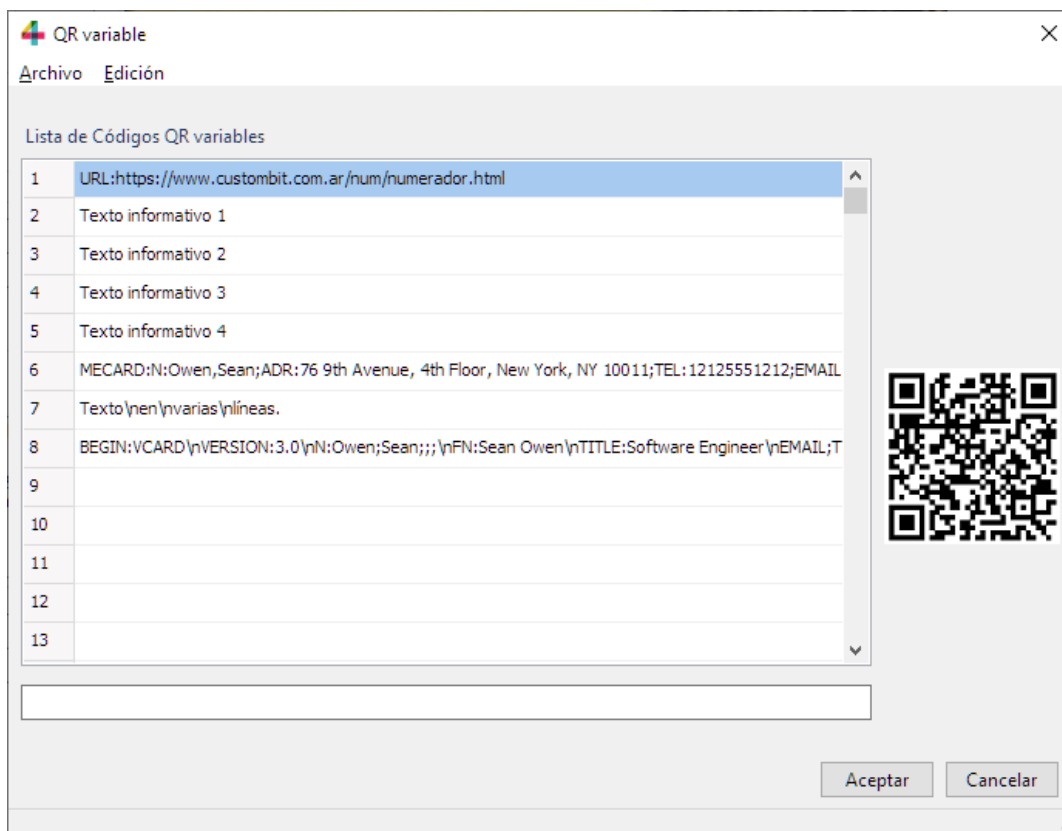 QR variable
Archivo Edición
Lista de Códigos QR variables
1 URL:https://www.custombit.com.ar/num/numerador.html
2 Texto informativo 1
3 Texto informativo 2
4 Texto informativo 3
5 Texto informativo 4
6 MECARD:N:Owen,Sean;ADR:76 9th Avenue, 4th Floor, New York, NY 10011;TEL:12125551212;EMAIL
7 Texto\nen\nvarias\nlíneas.
8 BEGIN:VCARD\nVERSION:3.0\nN:Owen;Sean;;;\nFN:Sean Owen\nTITLE:Software Engineer\nEMAIL;T
9
10
11
12
13
Aceptar Cancelar